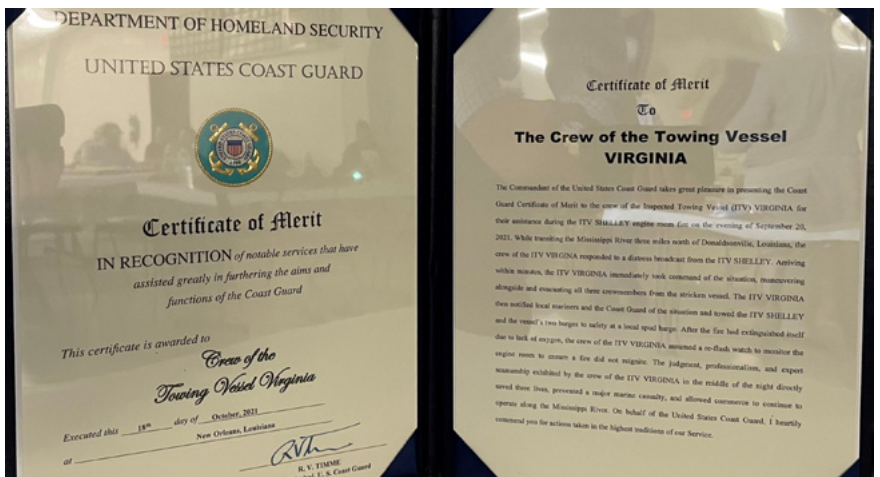 DEPARTMENT OF HOMELAND SECURITY
UNITED STATES COAST GUARD
Certificate of Merit
IN RECOGNITION of notable services that have
assisted greatly in furthering the aims and
functions of the Coast Guard
This certificate is awarded to
Crew of the
Towing Vessel Virginia
Executed this 18th day of October, 2021
at New Orleans, Louisiana
R. V. TIMME
U. S. Coast Guard
Certificate of Merit
To
The Crew of the Towing Vessel
VIRGINIA
The Commandant of the United States Coast Guard takes great pleasure in presenting the Coast
Guard Certificate of Merit to the crew of the Inspected Towing Vessel (ITV) VIRGINIA for
their assistance during the ITV SHELLEY engine room fire on the evening of September 20,
2021. While transiting the Mississippi River three miles north of Donaldsonville, Louisiana, the
crew of the ITV VIRGINA responded to a distress broadcast from the ITV SHELLEY. Arriving
within minutes, the ITV VIRGINIA immediately took command of the situation, maneuvering
alongside and evacuating all three crewmembers from the stricken vessel. The ITV VIRGINIA
then notified local mariners and the Coast Guard of the situation and towed the ITV SHELLEY
and the vessel's two barges to safety at a local spud barge. After the fire had extinguished itself
due to lack of oxygen, the crew of the ITV VIRGINIA assumed a re-flash watch to monitor the
engine room to ensure a fire did not reignite. The judgment, professionalism, and expert
seamanship exhibited by the crew of the ITV VIRGINIA in the middle of the night directly
saved three lives, prevented a major marine casualty, and allowed commerce to continue to
operate along the Mississippi River. On behalf of the United States Coast Guard, I heartily
commend you for actions taken in the highest traditions of our Service.